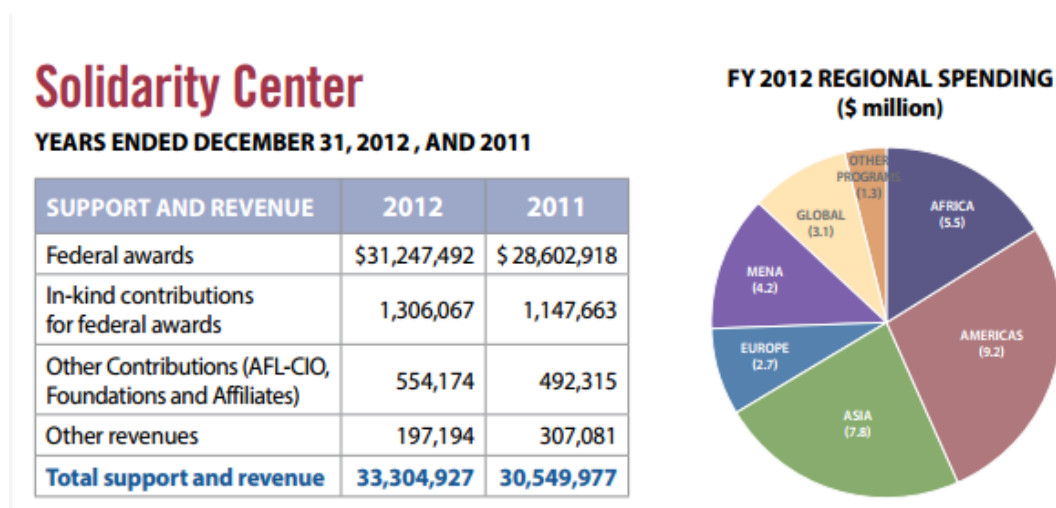 Solidarity Center
YEARS ENDED DECEMBER 31, 2012 , AND 2011
SUPPORT AND REVENUE 2012 2011
Federal awards $31,247,492 $ 28,602,918
In-kind contributions
for federal awards 1,306,067 1,147,663
Other Contributions (AFL-CIO,
Foundations and Affiliates) 554,174 492,315
Other revenues 197,194 307,081
Total support and revenue 33,304,927 30,549,977
FY 2012 REGIONAL SPENDING
($ million)
OTHER
PROGRAMS
(1.3)
AFRICA
(5.5)
GLOBAL
(3.1)
MENA
(4.2)
AMERICAS
(9.2)
EUROPE
(2.7)
ASIA
(7.8)